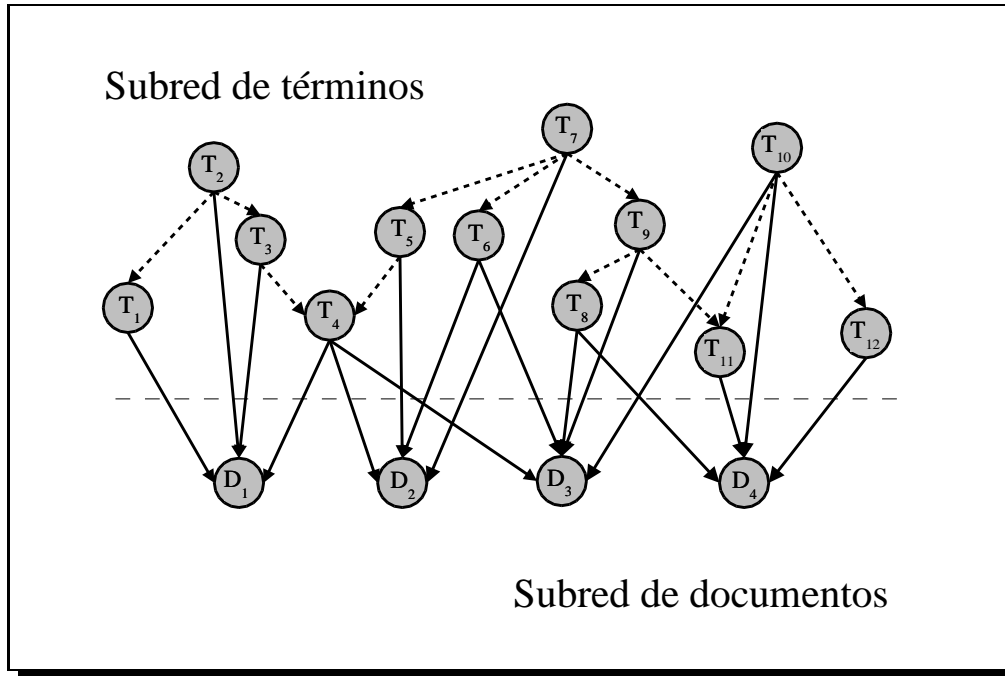 Subred de términos
T7
T10
T2
T5
T6
T9
T3
T1
T4
T8
T11
T12
D1
D2
D3
D4
Subred de documentos